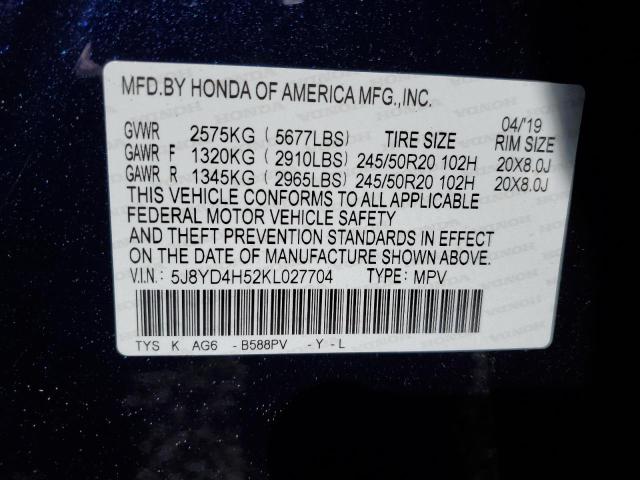 MFD.BY HONDA OF AMERICA MFG.,INC.
04/'19
GVWR 2575KG ( 5677LBS) TIRE SIZE RIM SIZE
GAWR F 1320KG ( 2910LBS) 245/50R20 102H 20X8.0J
GAWR R 1345KG ( 2965LBS) 245/50R20 102H 20X8.0J
THIS VEHICLE CONFORMS TO ALL APPLICABLE
FEDERAL MOTOR VEHICLE SAFETY
AND THEFT PREVENTION STANDARDS IN EFFECT
ON THE DATE OF MANUFACTURE SHOWN ABOVE.
V.I.N.: 5J8YD4H52KL027704 TYPE: MPV
TYS K AG6 -B588PV -Y-L